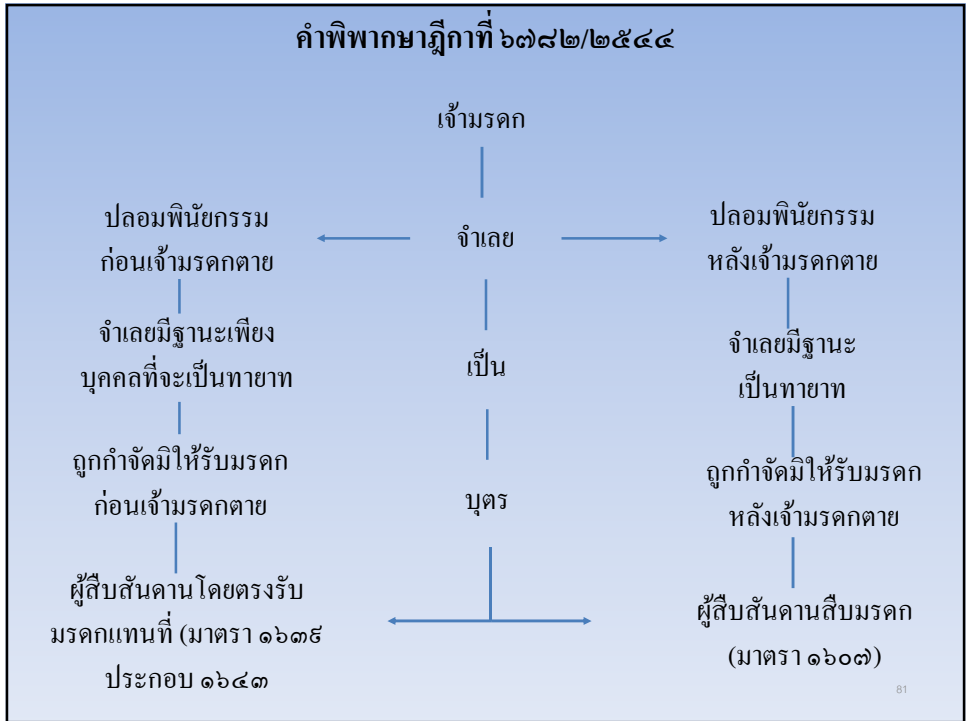 คำพิพากษาฎีกาที่ ๖๗๘๒/๒๕๔๔
เจ้ามรดก
ปลอมพินัยกรรม
ก่อนเจ้ามรดกตาย
จำเลย
ปลอมพินัยกรรม
หลังเจ้ามรดกตาย
จำเลยมีฐานะเพียง
บุคคลที่จะเป็นทายาท
เป็น
จำเลยมีฐานะ
เป็นทายาท
ถูกกำจัดมิให้รับมรดก
ก่อนเจ้ามรดกตาย
บุตร
ถูกกำจัดมิให้รับมรดก
หลังเจ้ามรดกตาย
ผู้สืบสันดานโดยตรงรับ
มรดกแทนที่ (มาตรา ๑๖๓๙
ประกอบ ๑๖๔๓
ผู้สืบสันดานสืบมรดก
(มาตรา ๑๖๐๗)
81